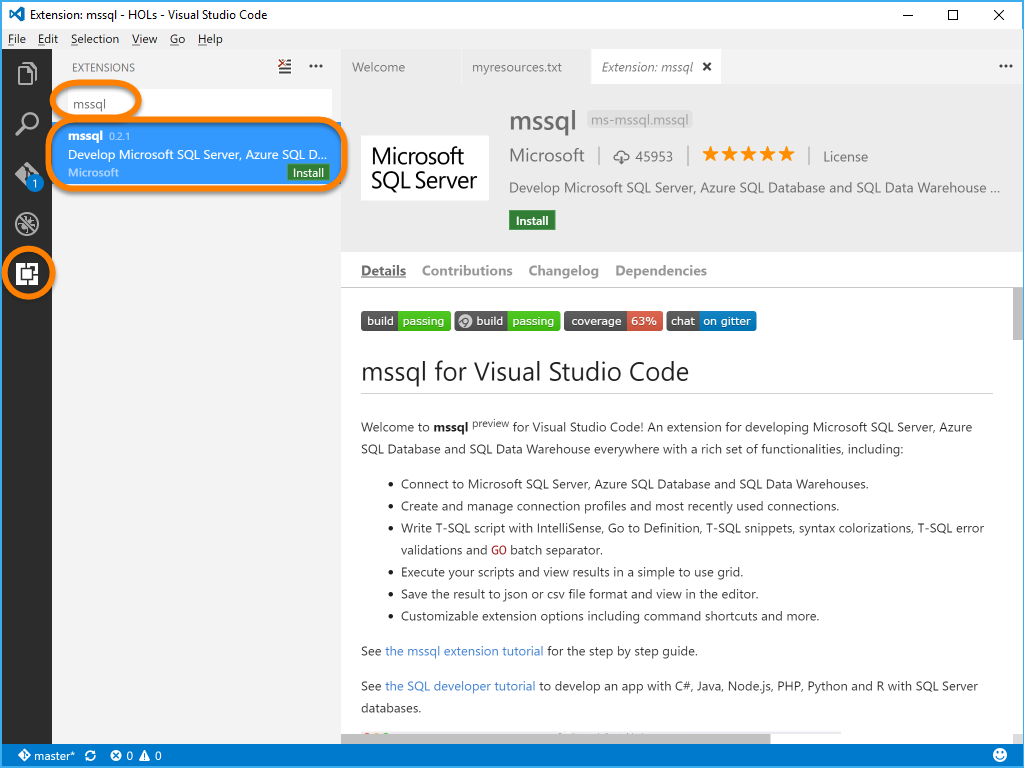 Extension: mssql - HOLs - Visual Studio Code
File Edit Selection View Go Help
EXTENSIONS
mssql
mssql 0.2.1
Develop Microsoft SQL Server, Azure SQL D...
Microsoft Install
1
Welcome myresources.txt Extension: mssql
Microsoft
SQL Server
mssql ms-mssql.mssql
Microsoft 45953 License
Develop Microsoft SQL Server, Azure SQL Database and SQL Data Warehouse ...
Install
Details Contributions Changelog Dependencies
build passing build passing coverage 63% chat on gitter
mssql for Visual Studio Code
Welcome to mssql preview for Visual Studio Code! An extension for developing Microsoft SQL Server, Azure
SQL Database and SQL Data Warehouse everywhere with a rich set of functionalities, including:
• Connect to Microsoft SQL Server, Azure SQL Database and SQL Data Warehouses.
• Create and manage connection profiles and most recently used connections.
• Write T-SQL script with IntelliSense, Go to Definition, T-SQL snippets, syntax colorizations, T-SQL error
validations and GO batch separator.
• Execute your scripts and view results in a simple to use grid.
• Save the result to json or csv file format and view in the editor.
• Customizable extension options including command shortcuts and more.
See the mssql extension tutorial for the step by step guide.
See the SQL developer tutorial to develop an app with C#, Java, Node.js, PHP, Python and R with SQL Server
databases.
master* 0 0